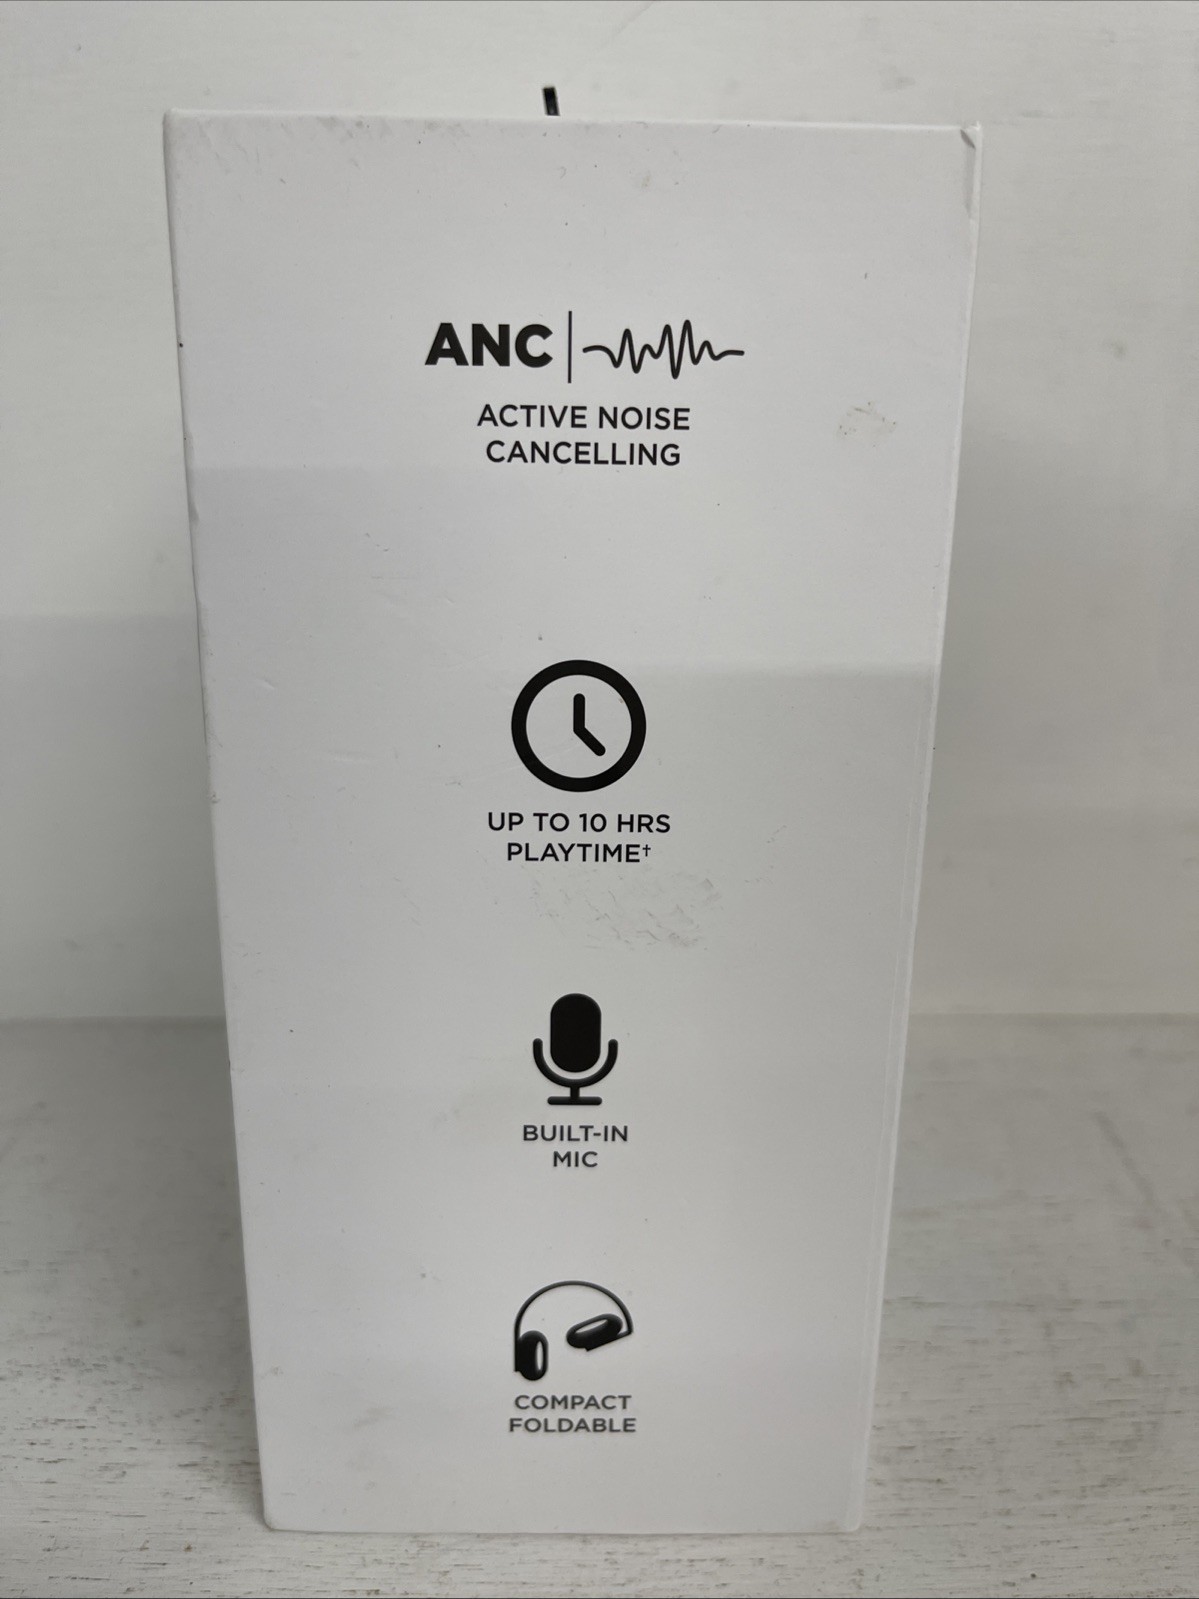 ANC
ACTIVE NOISE
CANCELLING
UP TO 10 HRS
PLAYTIME†
BUILT-IN
MIC
COMPACT
FOLDABLE